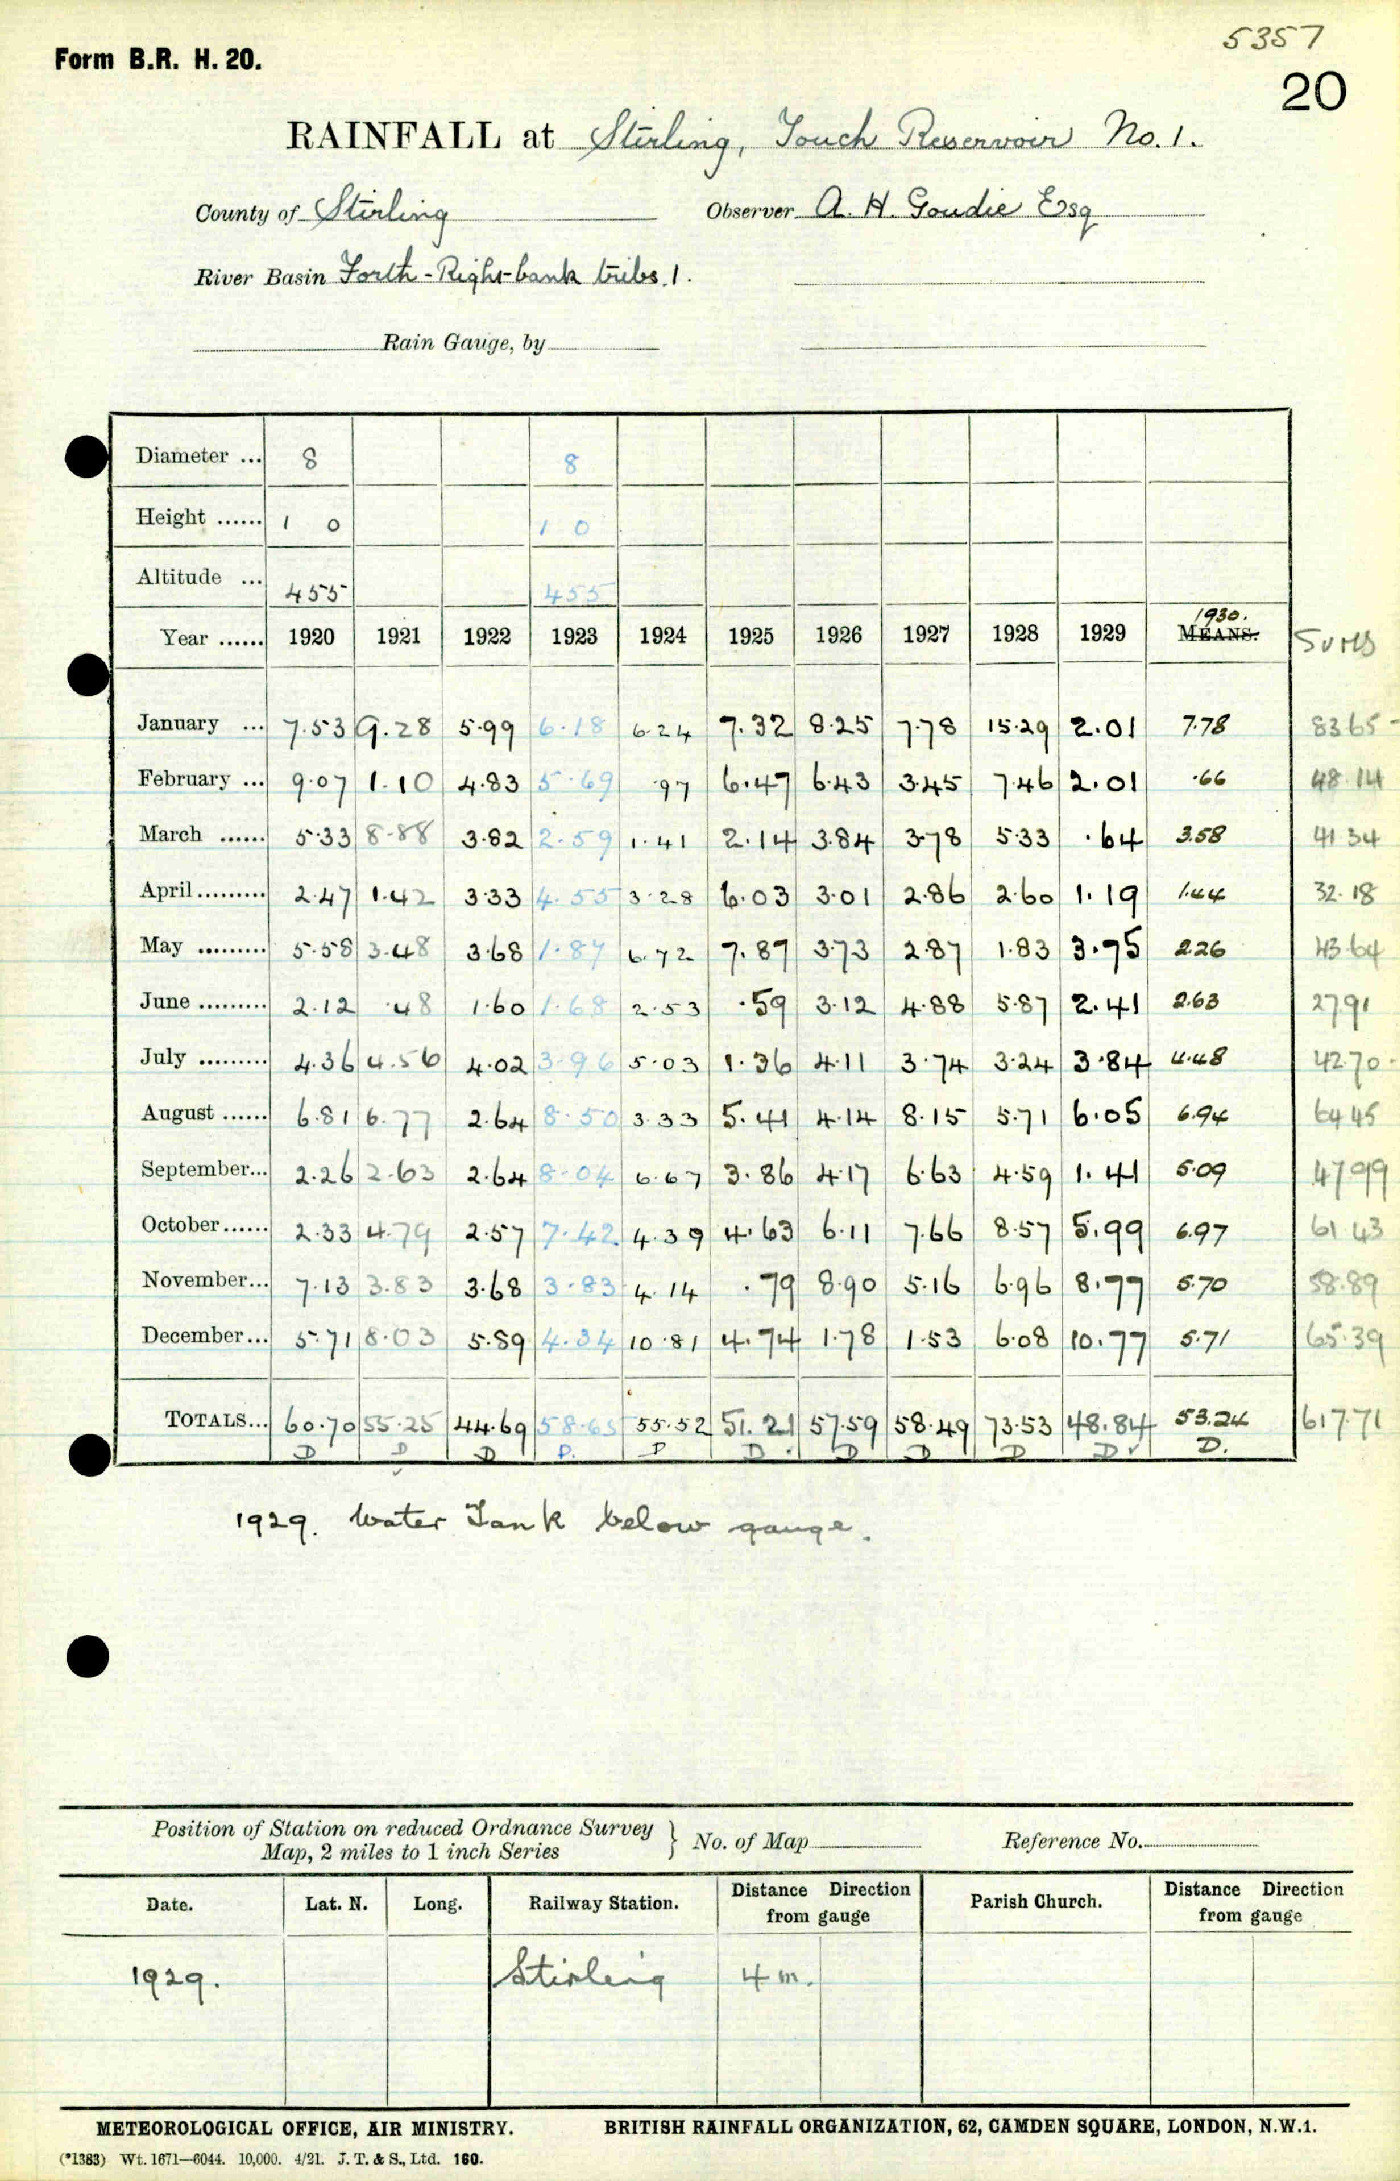 5357
Form B.R. H. 20.
20
RAINFALL at Stirling, Touch Reservoir No. 1.
County of Stirling Observer A. H. Goudie Esq
River Basin Forth - Right-bank tribs. 1.
Rain Gauge, by
Diameter ... 8 8
Height ...... 1 0 1 0
Altitude ... 455 455
1930.
Year ...... 1920 1921 1922 1923 1924 1925 1926 1927 1928 1929 MEANS. SUMS
January ... 7.53 9.28 5.99 6.18 6.24 7.32 8.25 7.78 15.29 2.01 7.78 83 65 -
February ... 9.07 1.10 4.83 5.69 .97 6.47 6.43 3.45 7.46 2.01 .66 48 14
March ...... 5.33 8.88 3.82 2.59 1.41 2.14 3.84 3.78 5.33 .64 3.58 41 34
April ......... 2.47 1.42 3.33 4.55 3.28 6.03 3.01 2.86 2.60 1.19 1.44 32.18
May ......... 5.58 3.48 3.68 1.87 6.72 7.87 3.73 2.87 1.83 3.75 2.26 43 64
June ......... 2.12 .48 1.60 1.68 2.53 .59 3.12 4.88 5.87 2.41 2.63 27 91
July ......... 4.36 4.56 4.02 3.96 5.03 1.36 4.11 3.74 3.24 3.84 4.48 42 70 -
August ...... 6.81 6.77 2.64 8.50 3.33 5.41 4.14 8.15 5.71 6.05 6.94 64 45
September... 2.26 2.63 2.64 8.04 6.67 3.86 4.17 6.63 4.59 1.41 5.09 47 99
October...... 2.33 4.79 2.57 7.42 4.39 4.63 6.11 7.66 8.57 5.99 6.97 61 43
November... 7.13 3.83 3.68 3.83 4.14 .79 8.90 5.16 6.96 8.77 5.70 58.89
December... 5.71 8.03 5.89 4.34 10.81 4.74 1.78 1.53 6.08 10.77 5.71 65.39
TOTALS... 60.70 55.25 44.69 58.65 55.52 51.21 57.59 58.49 73.53 48.84 53.24 617.71
D D D D. D D D D D D D.
1929. Water Tank below gauge.
Position of Station on reduced Ordnance Survey
Map, 2 miles to 1 inch Series } No. of Map Reference No.
Date. Lat. N. Long. Railway Station. Distance Direction from gauge Parish Church. Distance Direction from gauge
1929. Stirling 4 m.
METEOROLOGICAL OFFICE, AIR MINISTRY. BRITISH RAINFALL ORGANIZATION, 62, CAMDEN SQUARE, LONDON, N.W.1.
(*1383) Wt. 1671—6044. 10,000. 4/21. J. T. & S., Ltd. 160.